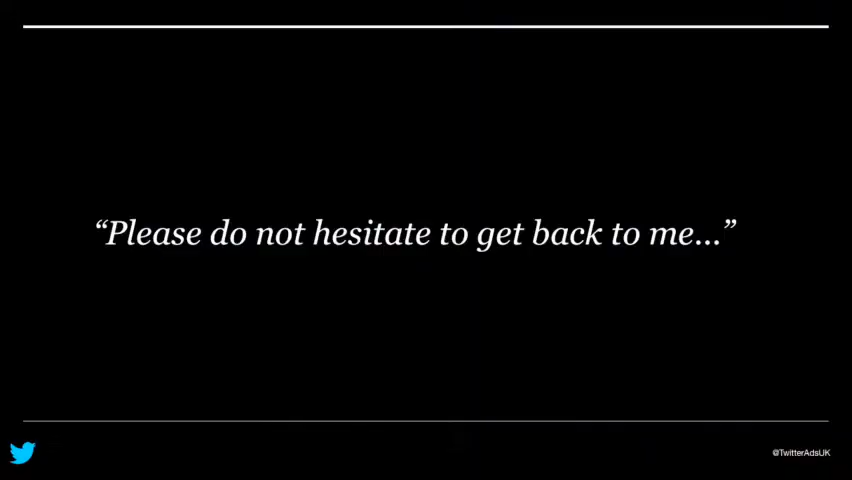 “Please do not hesitate to get back to me...”
@TwitterAdsUK